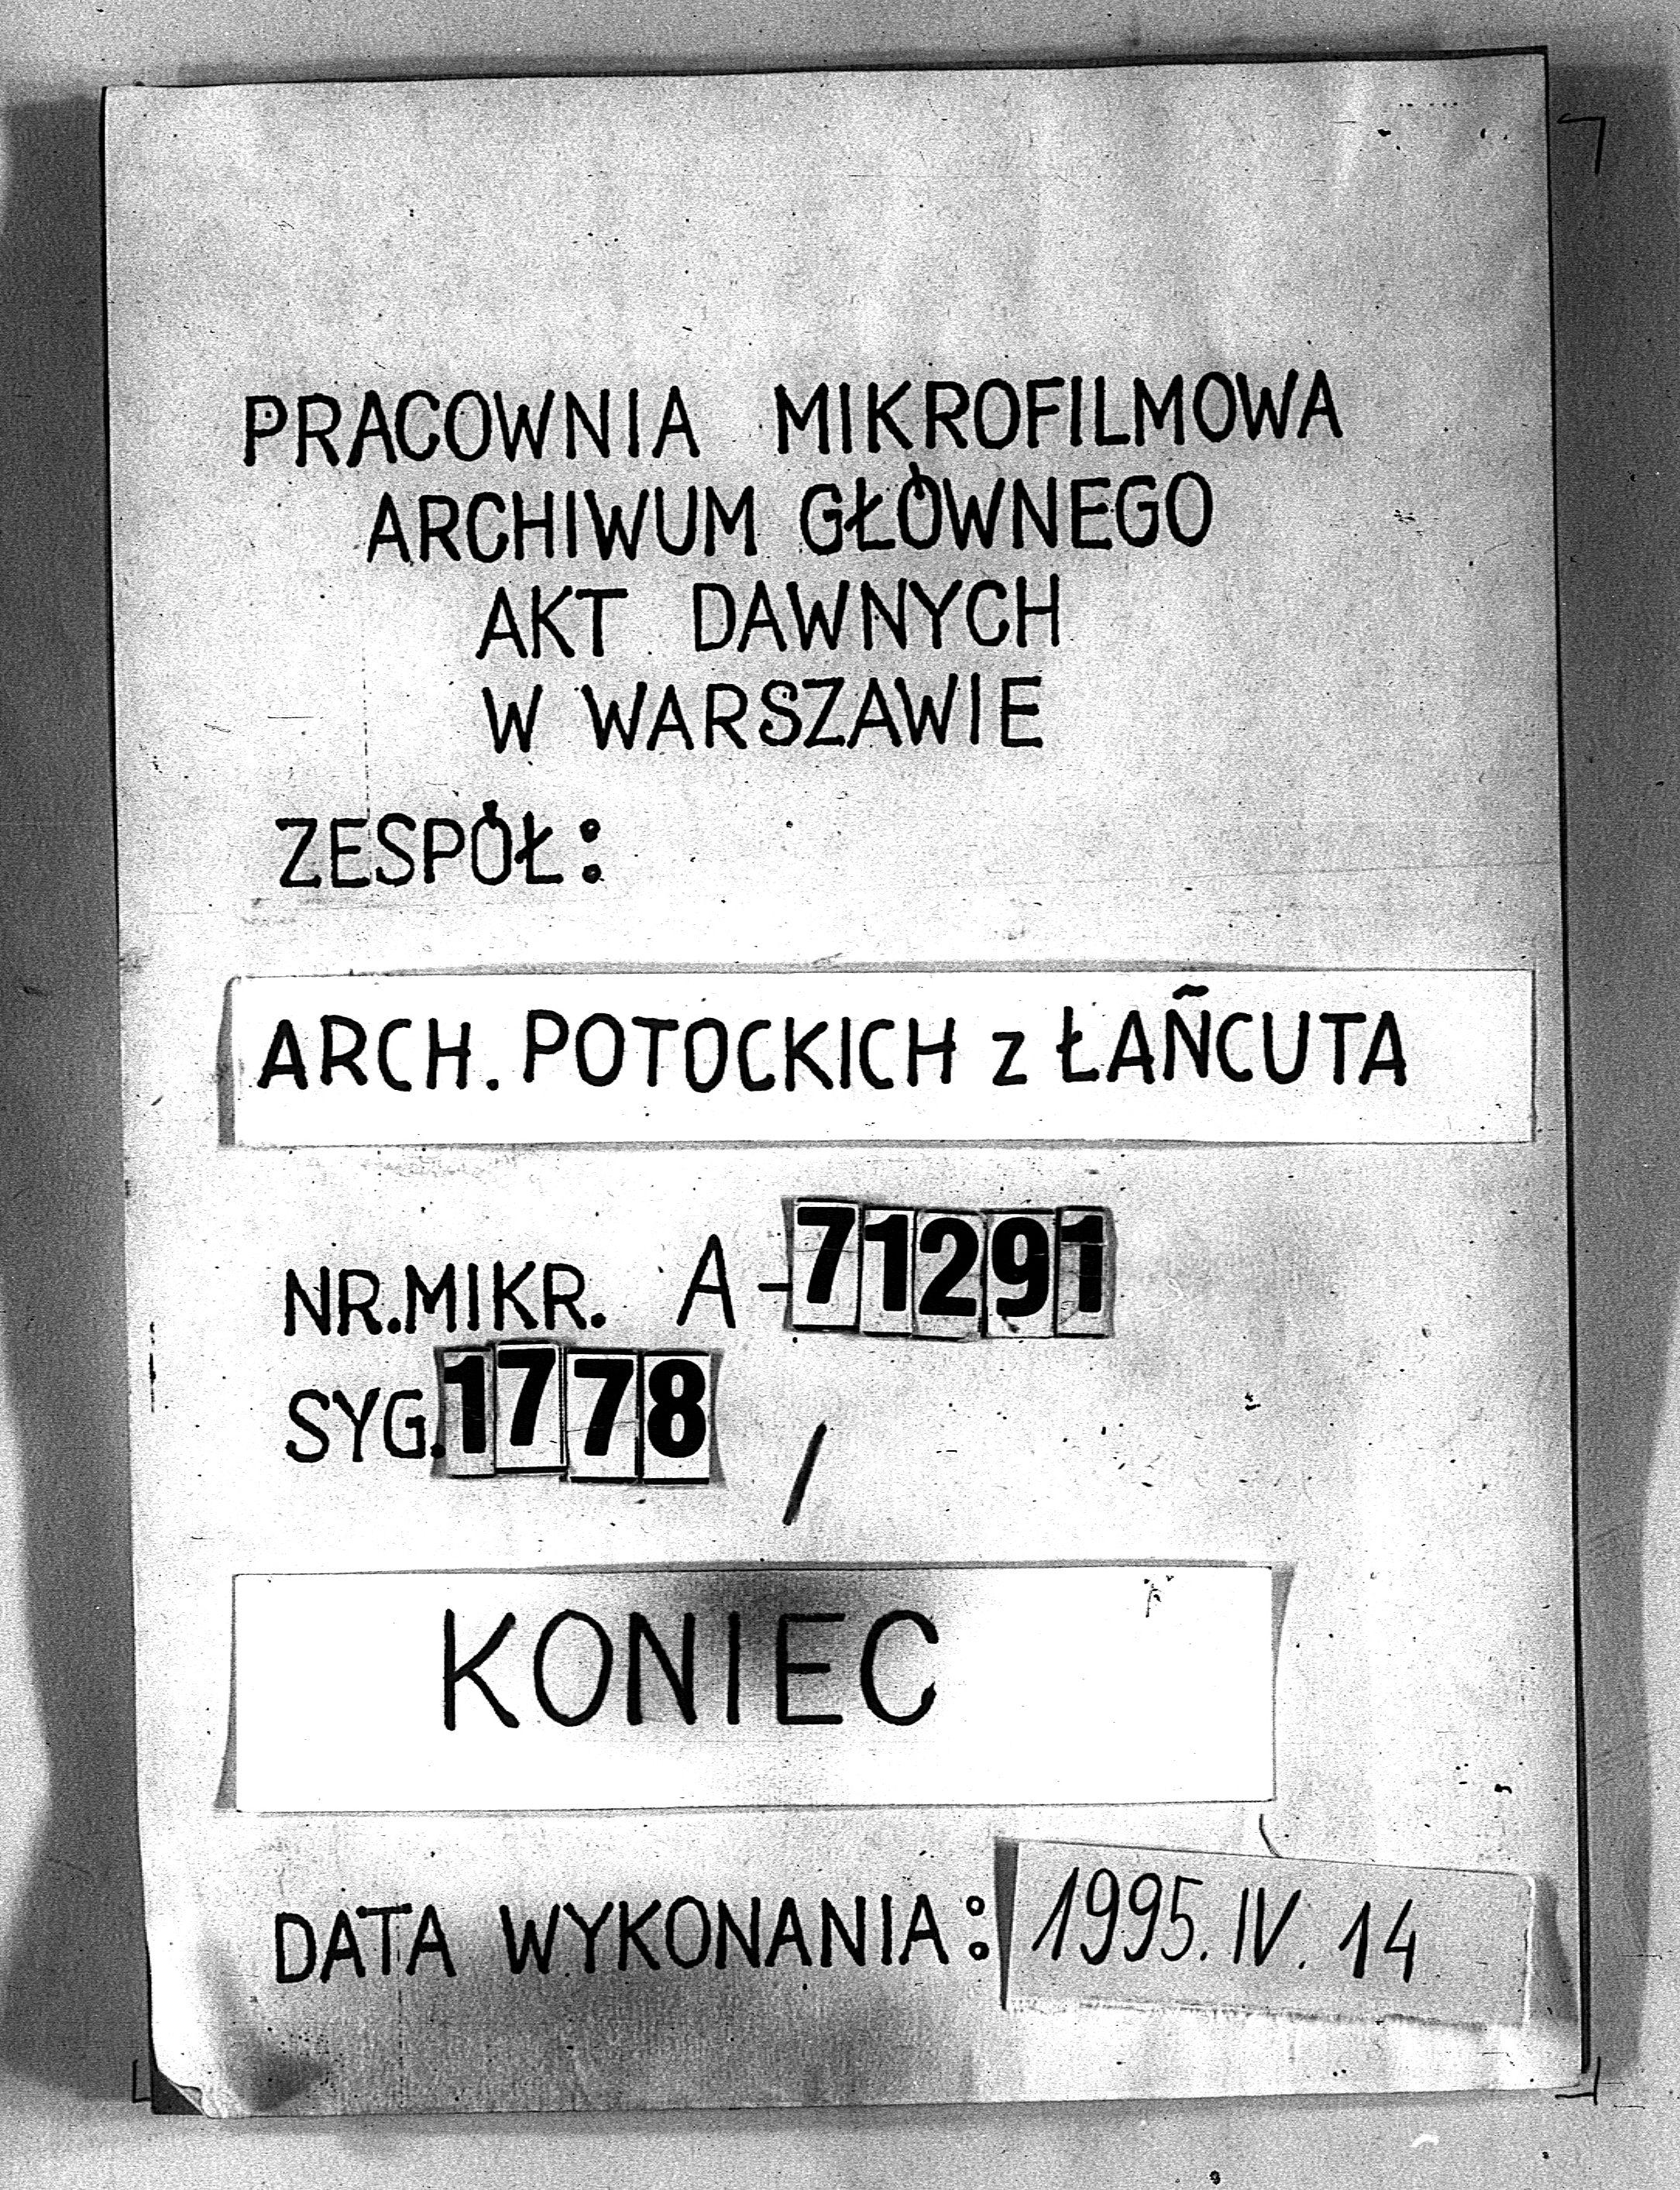 PRACOWNIA MIKROFILMOWA
ARCHIWUM GŁÓWNEGO
AKT DAWNYCH
W WARSZAWIE
ZESPÓŁ:
ARCH. POTOCKICH z ŁAŃCUTA
NR.MIKR. A-71291
SYG.1778 /
KONIEC
DATA WYKONANIA: 1995.IV.14